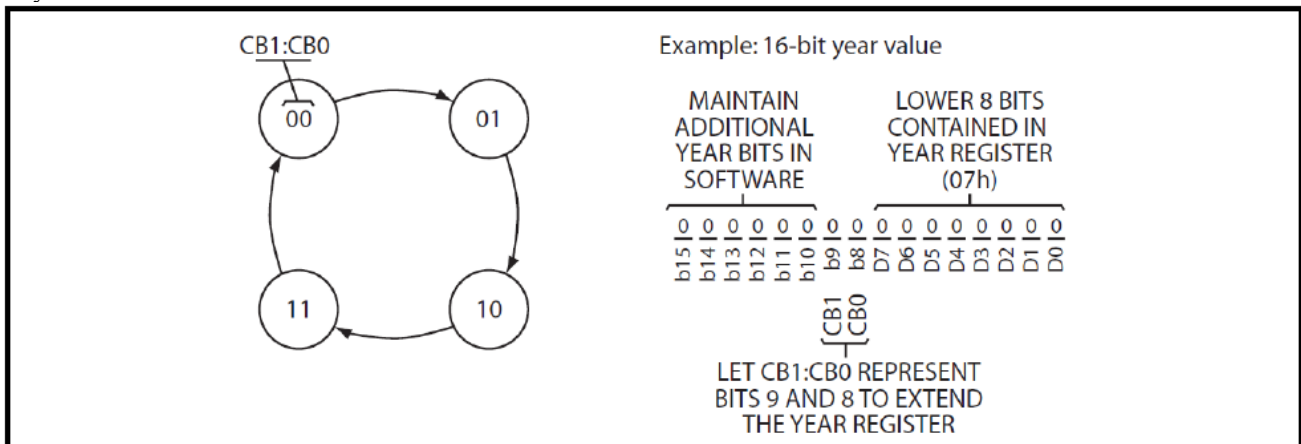 CB1:CB0
00
01
11
10
Example: 16-bit year value
MAINTAIN
ADDITIONAL
YEAR BITS IN
SOFTWARE
LOWER 8 BITS
CONTAINED IN
YEAR REGISTER
(07h)
0 0 0 0 0 0 0 0 0 0 0 0 0 0 0 0
b15 b14 b13 b12 b11 b10 b9 b8 D7 D6 D5 D4 D3 D2 D1 D0
CB1 CB0
LET CB1:CB0 REPRESENT
BITS 9 AND 8 TO EXTEND
THE YEAR REGISTER